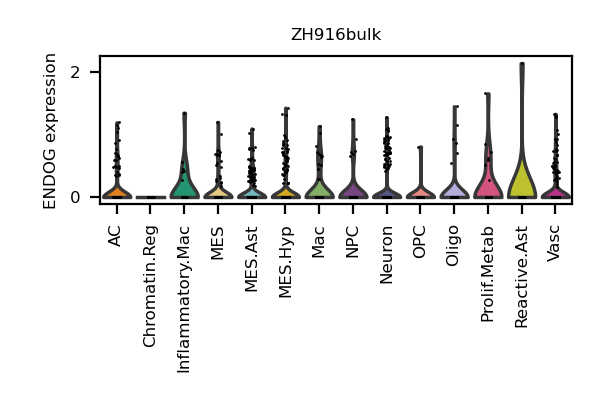 ZH916bulk
ENDOG expression
2
0
AC
Chromatin.Reg
Inflammatory.Mac
MES
MES.Ast
MES.Hyp
Mac
NPC
Neuron
OPC
Oligo
Prolif.Metab
Reactive.Ast
Vasc